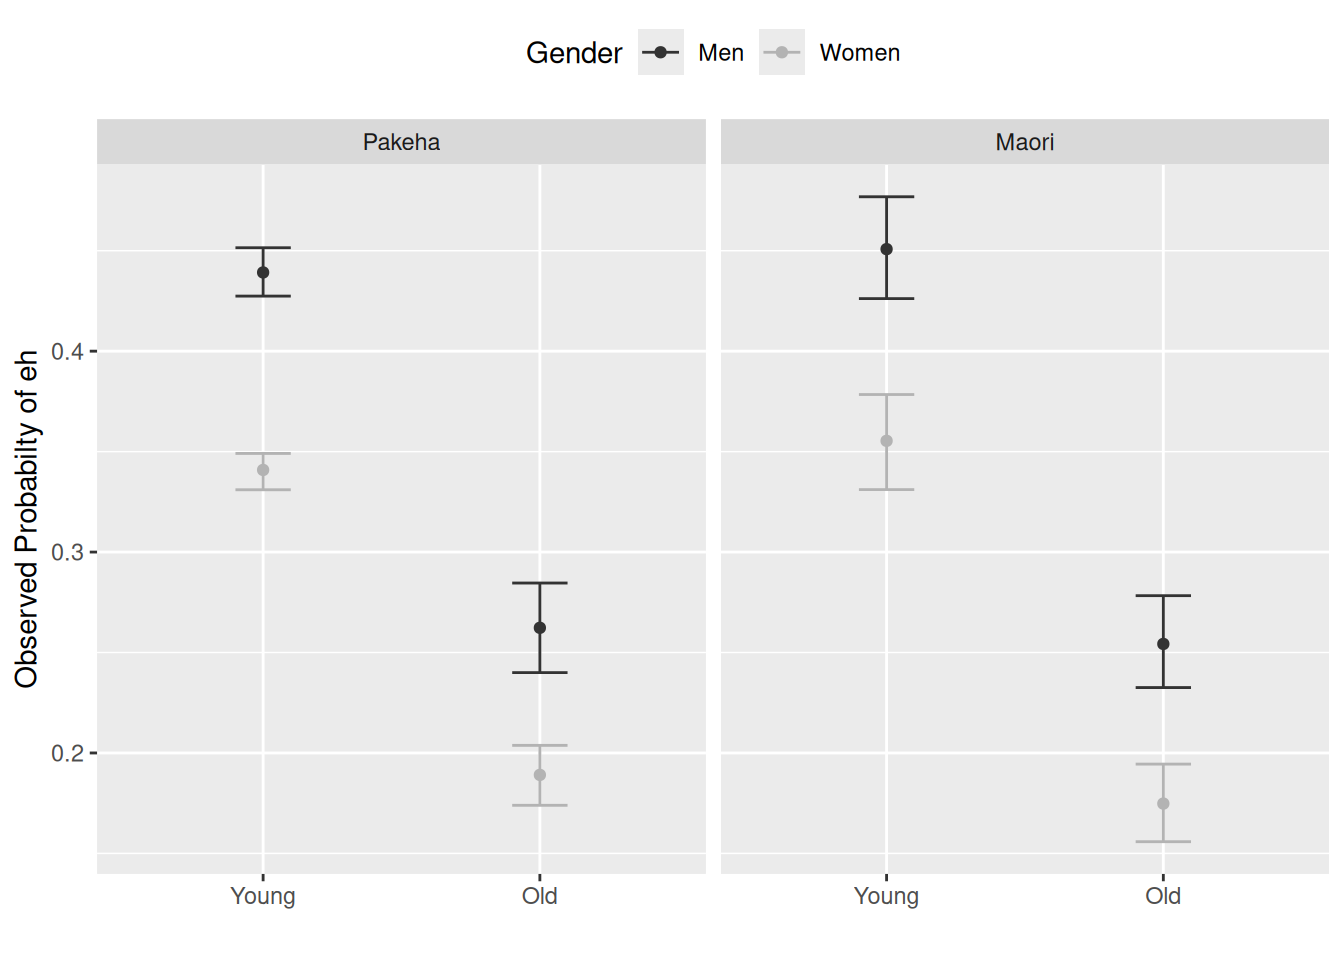 Gender Men Women
Pakeha Maori
Observed Probabilty of eh
0.4
0.3
0.2
Young Old Young Old